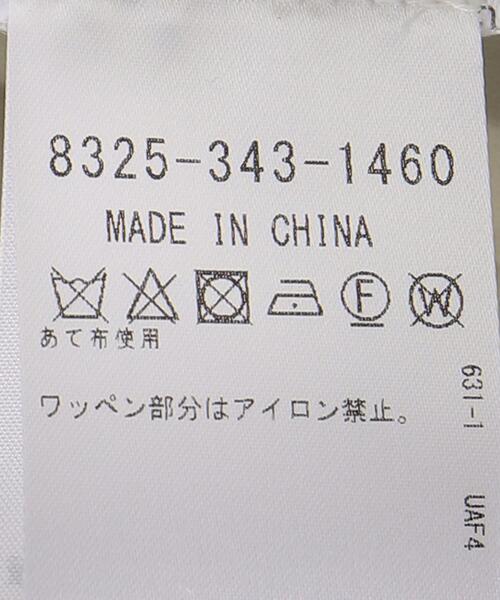 8325-343-1460
MADE IN CHINA
F
W
あて布使用
ワッペン部分はアイロン禁止。
631-1
UAF4